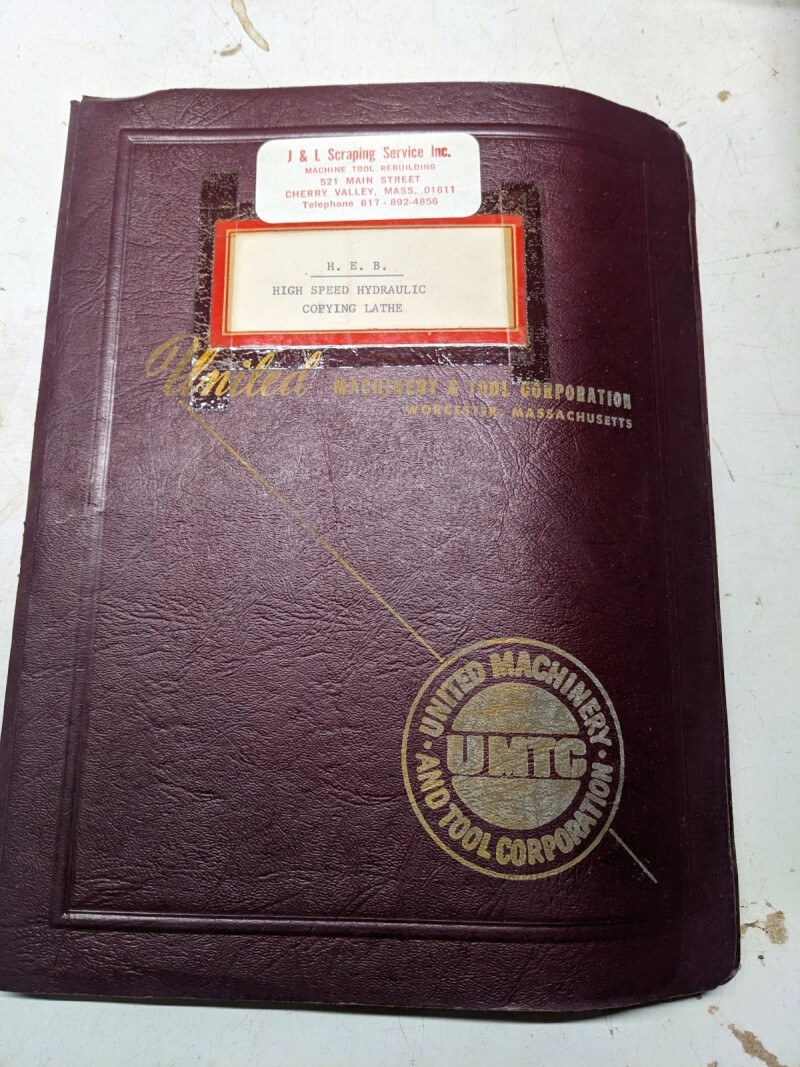 J & L Scraping Service Inc.
MACHINE TOOL REBUILDING
521 MAIN STREET
CHERRY VALLEY, MASS. 01611
Telephone 617 - 892-4856
H. E. B.
HIGH SPEED HYDRAULIC
COPYING LATHE
United MACHINERY & TOOL CORPORATION
WORCESTER, MASSACHUSETTS
UNITED MACHINERY
UMTC
AND TOOL CORPORATION